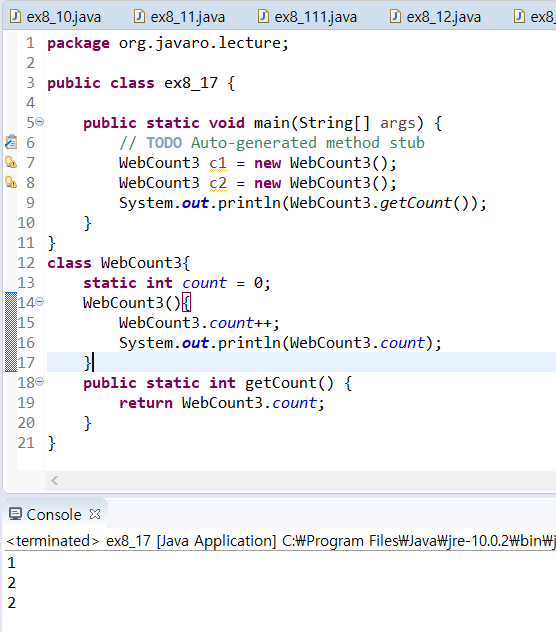 ex8_10.java ex8_11.java ex8_111.java ex8_12.java ex8_
1 package org.javaro.lecture;
2
3 public class ex8_17 {
4
5 public static void main(String[] args) {
6 // TODO Auto-generated method stub
7 WebCount3 c1 = new WebCount3();
8 WebCount3 c2 = new WebCount3();
9 System.out.println(WebCount3.getCount());
10 }
11 }
12 class WebCount3{
13 static int count = 0;
14 WebCount3(){
15 WebCount3.count++;
16 System.out.println(WebCount3.count);
17 }
18 public static int getCount() {
19 return WebCount3.count;
20 }
21 }
Console
<terminated> ex8_17 [Java Application] C:₩Program Files₩Java₩jre-10.0.2₩bin₩j
1
2
2